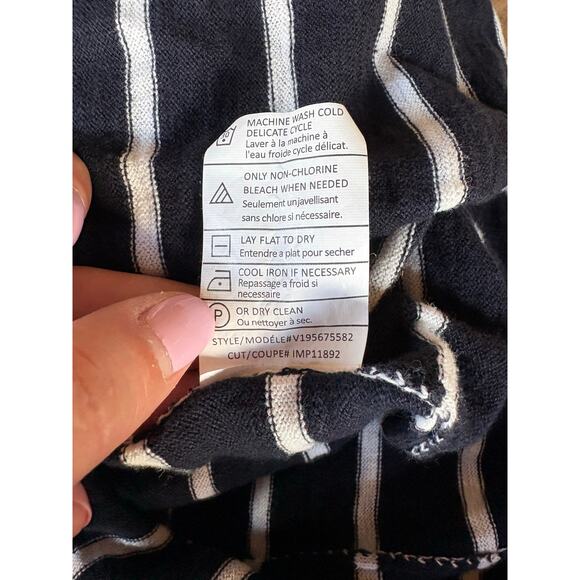 MACHINE WASH COLD
DELICATE CYCLE
Laver à la machine à
l'eau froide cycle délicat.
ONLY NON-CHLORINE
BLEACH WHEN NEEDED
Seulement unjavellisant
sans chlore si nécessaire.
LAY FLAT TO DRY
Entendre a plat pour secher
COOL IRON IF NECESSARY
Repassage a froid si
necessaire
P OR DRY CLEAN
Ou nettoyer à sec.
STYLE/MODÉLE#V195675582
CUT/COUPE# IMP11892